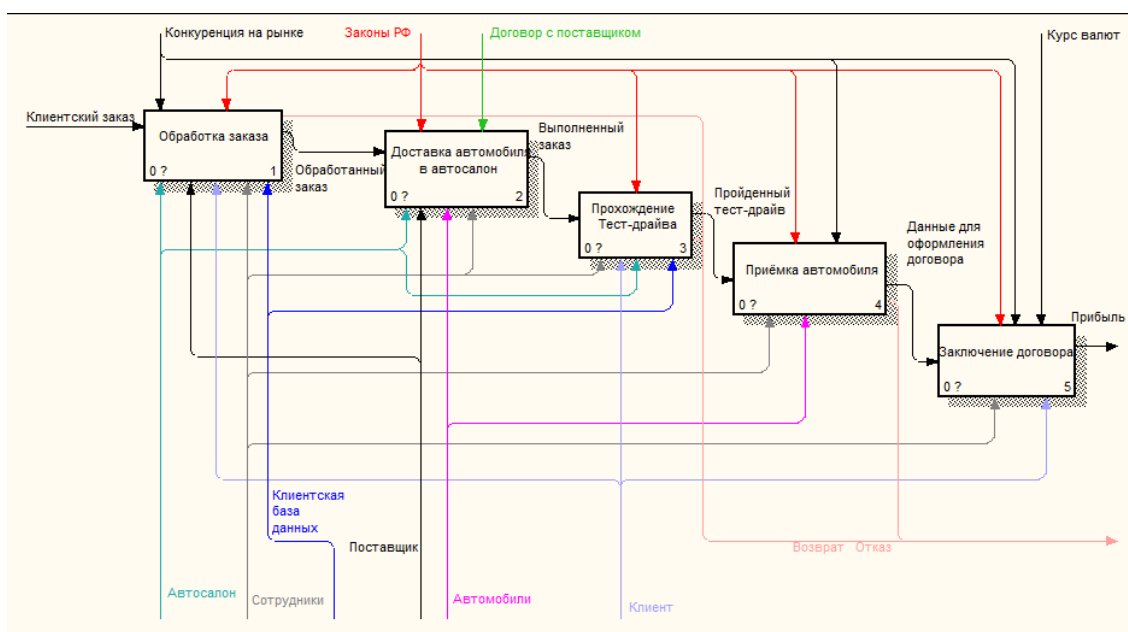 Конкуренция на рынке
Законы РФ
Договор с поставщиком
Курс валют
Клиентский заказ
Обработка заказа
0 ?
1
Обработанный
заказ
Доставка автомобиля
в автосалон
0 ?
2
Выполненный
заказ
Прохождение
Тест-драйва
0 ?
3
Пройденный
тест-драйв
Приёмка автомобиля
0 ?
4
Данные для
оформления
договора
Заключение договора
0 ?
5
Прибыль
Клиентская
база
данных
Поставщик
Возврат Отказ
Автосалон
Сотрудники
Автомобили
Клиент